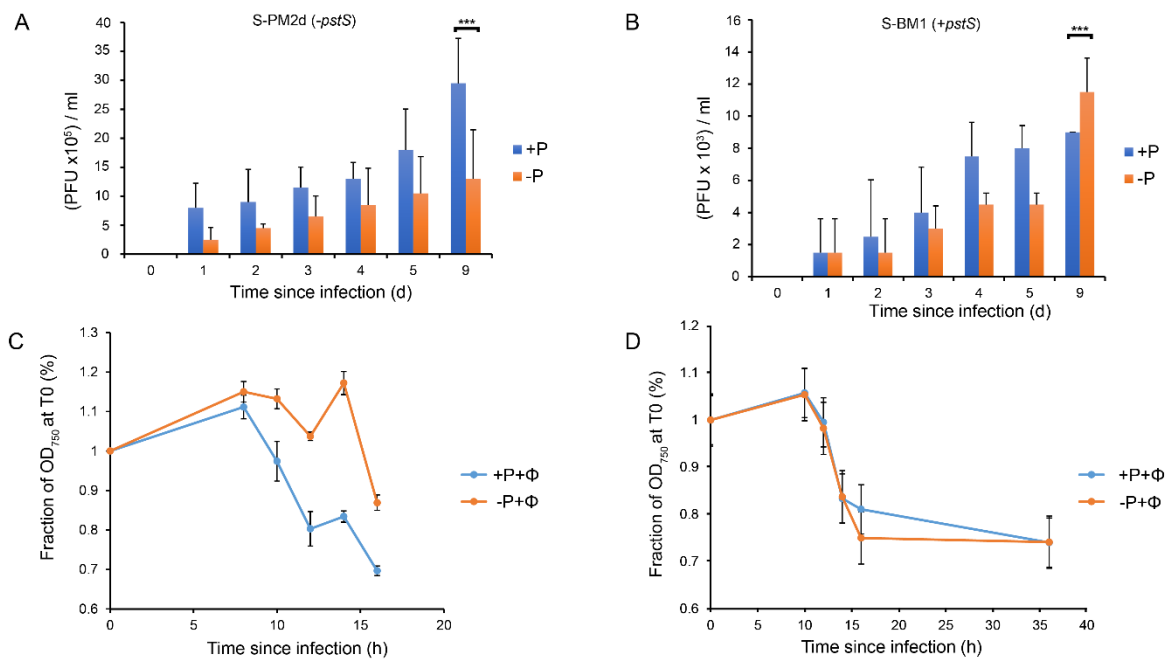 A
S-PM2d (-pstS)
***
40
35
30
25
20
15
10
5
0
(PFU x10⁵) / ml
0 1 2 3 4 5 9
Time since infection (d)
+P
-P
B
S-BM1 (+pstS)
***
16
14
12
10
8
6
4
2
0
(PFU x 10³) / ml
0 1 2 3 4 5 9
Time since infection (d)
+P
-P
C
1.3
1.2
1.1
1
0.9
0.8
0.7
0.6
Fraction of OD₇₅₀ at T0 (%)
0 5 10 15 20
Time since infection (h)
+P+Φ
-P+Φ
D
1.2
1.1
1
0.9
0.8
0.7
0.6
Fraction of OD₇₅₀ at T0 (%)
0 5 10 15 20 25 30 35 40
Time since infection (h)
+P+Φ
-P+Φ